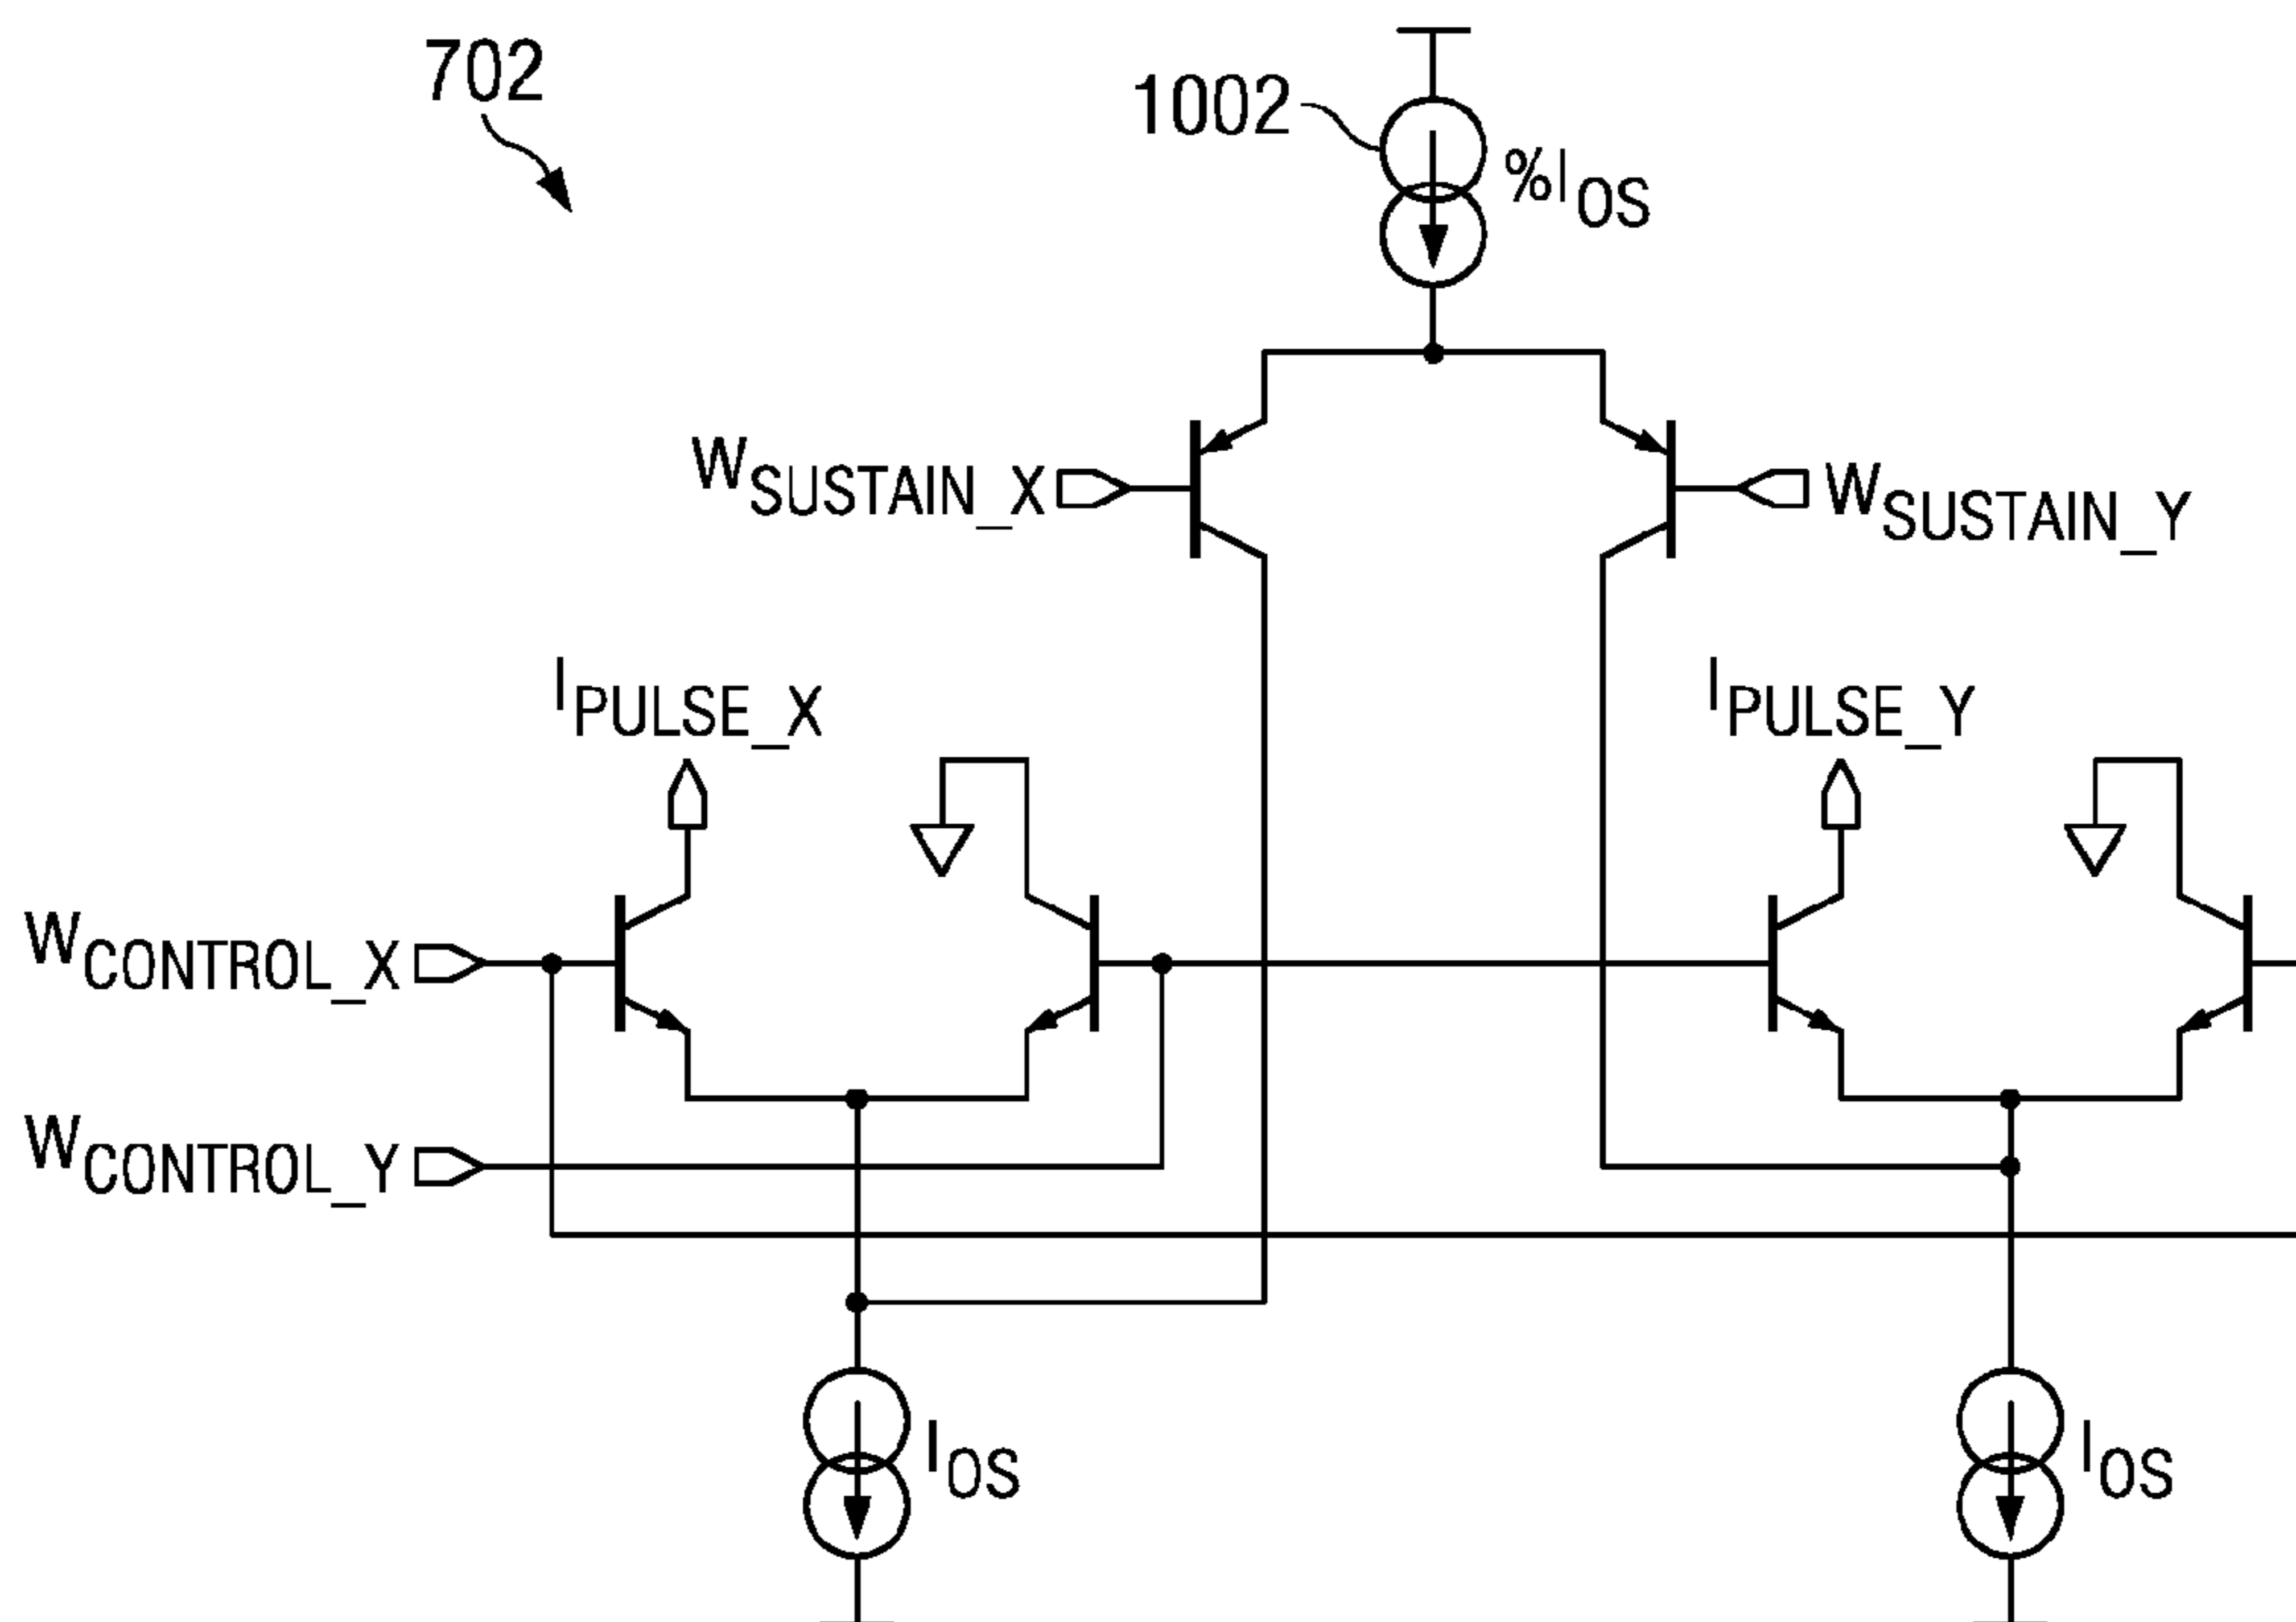 702
1002
%IOS
WSUSTAIN_X
WSUSTAIN_Y
IPULSE_X
IPULSE_Y
WCONTROL_X
WCONTROL_Y
IOS
IOS